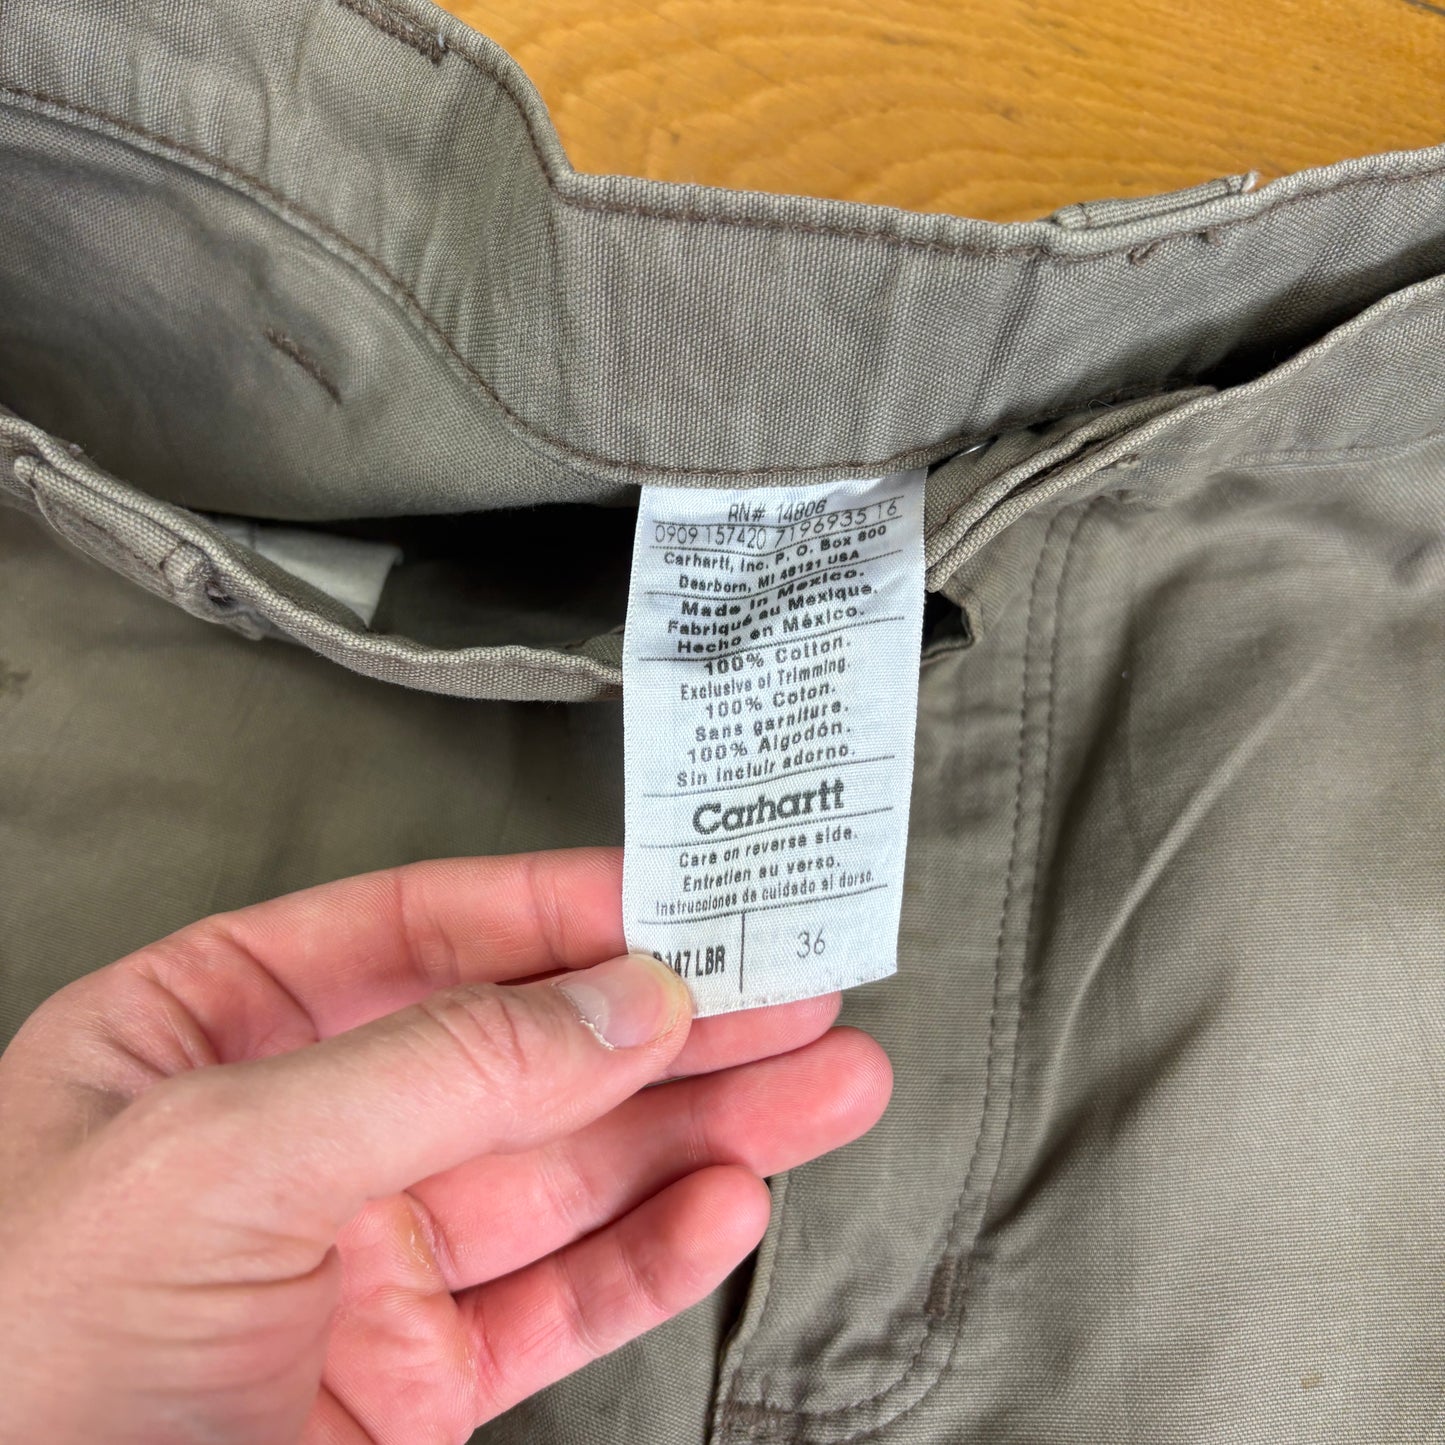 RN# 14806
0909 157420 7196935 16
Carhartt, Inc. P. O. Box 600
Dearborn, MI 48121 USA
Made in Mexico.
Fabriqué au Mexique.
Hecho en México.
100% Cotton.
Exclusive of Trimming.
100% Coton.
Sans garniture.
100% Algodón.
Sin incluir adorno.
Carhartt
Care on reverse side.
Entretien au verso.
Instrucciones de cuidado al dorso.
LBR 36